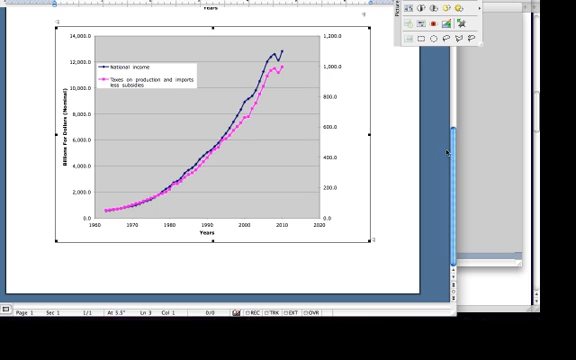 Years
14,000.0
12,000.0
10,000.0
8,000.0
6,000.0
4,000.0
2,000.0
0.0
1,200.0
1,000.0
800.0
600.0
400.0
200.0
0.0
National income
Taxes on production and imports
less subsidies
Billions For Dollars (Nominal)
1960 1970 1980 1990 2000 2010 2020
Years
Picture
Page 1 Sec 1 1/1 At 5.5" Ln 3 Col 1 0/0 REC TRK EXT OVR